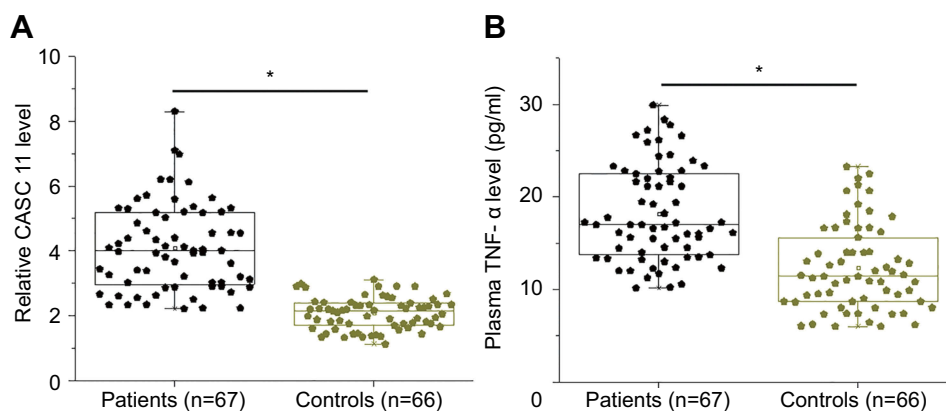 A
Relative CASC 11 level
10
8
6
4
2
0
*
Patients (n=67)
Controls (n=66)
B
Plasma TNF- α level (pg/ml)
30
20
10
0
*
Patients (n=67)
Controls (n=66)